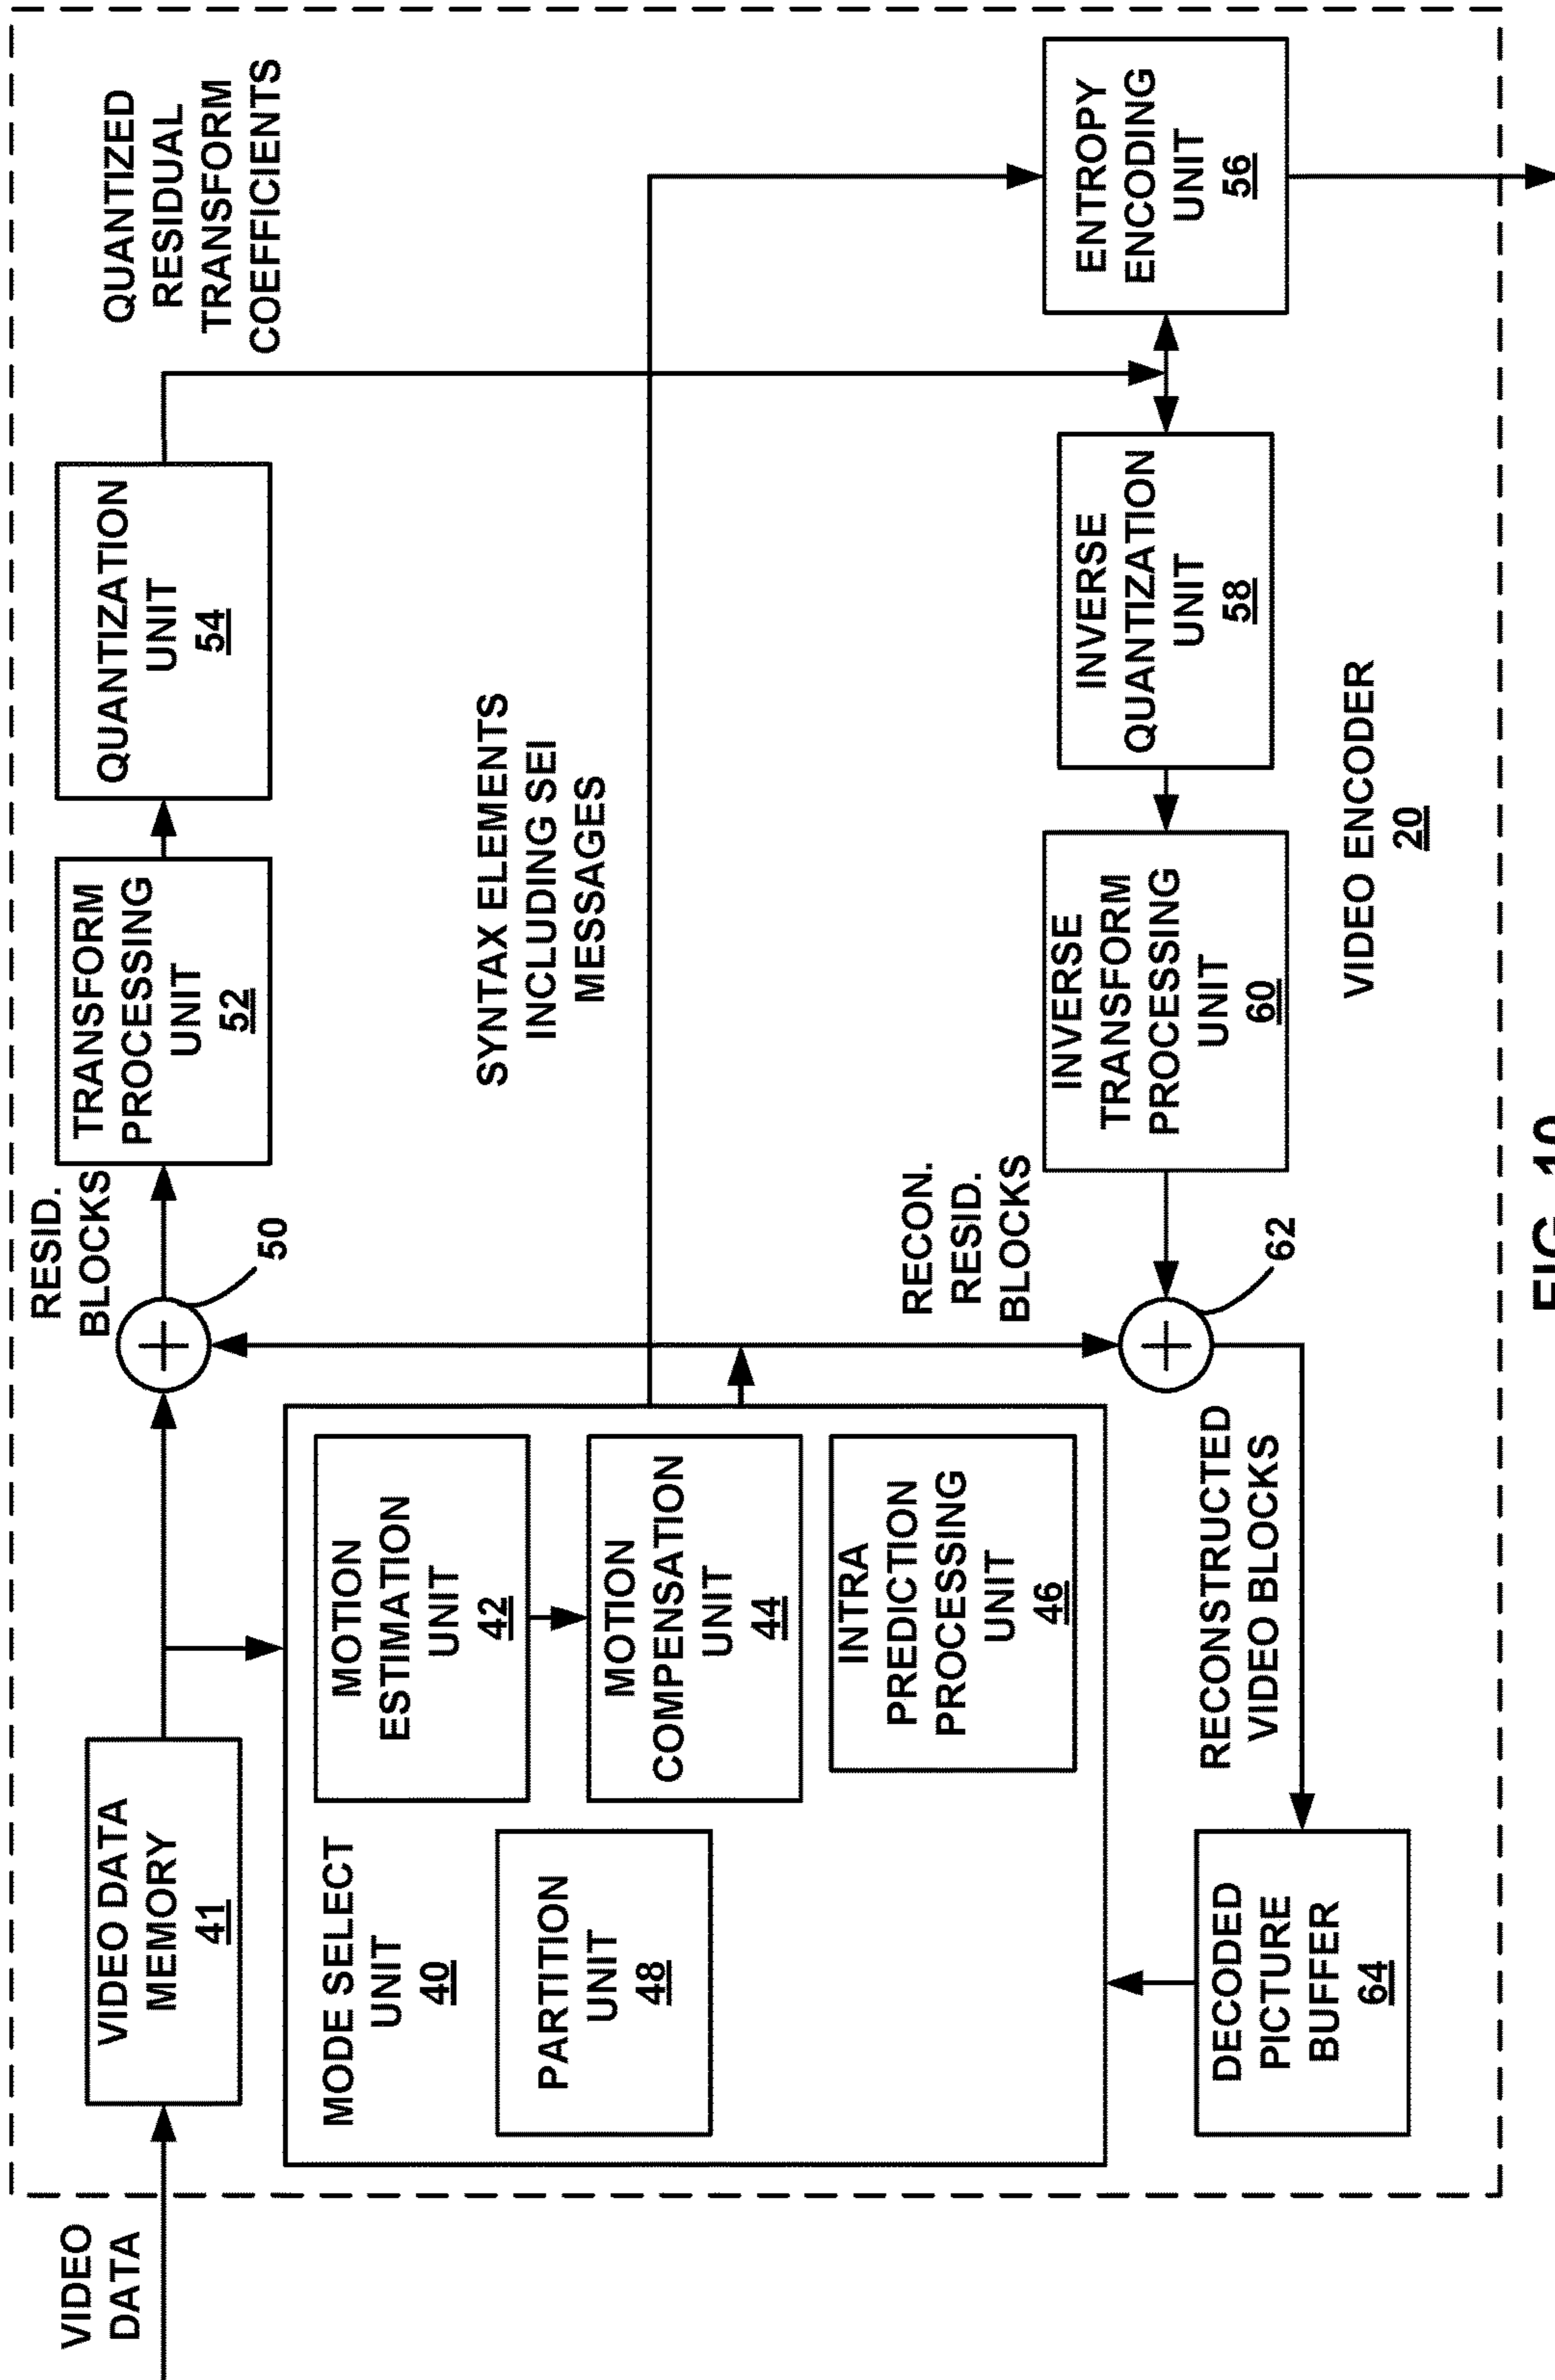 VIDEO
DATA
VIDEO DATA
MEMORY
41
RESID.
BLOCKS
50
TRANSFORM
PROCESSING
UNIT
52
QUANTIZATION
UNIT
54
QUANTIZED
RESIDUAL
TRANSFORM
COEFFICIENTS
MODE SELECT
UNIT
40
PARTITION
UNIT
48
MOTION
ESTIMATION
UNIT
42
MOTION
COMPENSATION
UNIT
44
INTRA
PREDICTION
PROCESSING
UNIT
46
SYNTAX ELEMENTS
INCLUDING SEI
MESSAGES
RECON.
RESID.
BLOCKS
62
INVERSE
TRANSFORM
PROCESSING
UNIT
60
INVERSE
QUANTIZATION
UNIT
58
ENTROPY
ENCODING
UNIT
56
RECONSTRUCTED
VIDEO BLOCKS
DECODED
PICTURE
BUFFER
64
VIDEO ENCODER
20
FIG